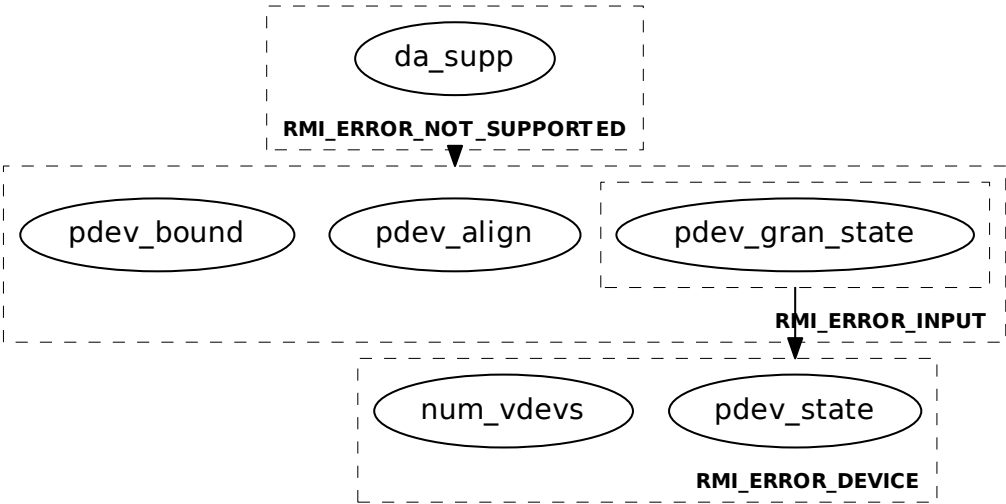 da_supp
RMI_ERROR_NOT_SUPPORTED
pdev_bound
pdev_align
pdev_gran_state
RMI_ERROR_INPUT
num_vdevs
pdev_state
RMI_ERROR_DEVICE